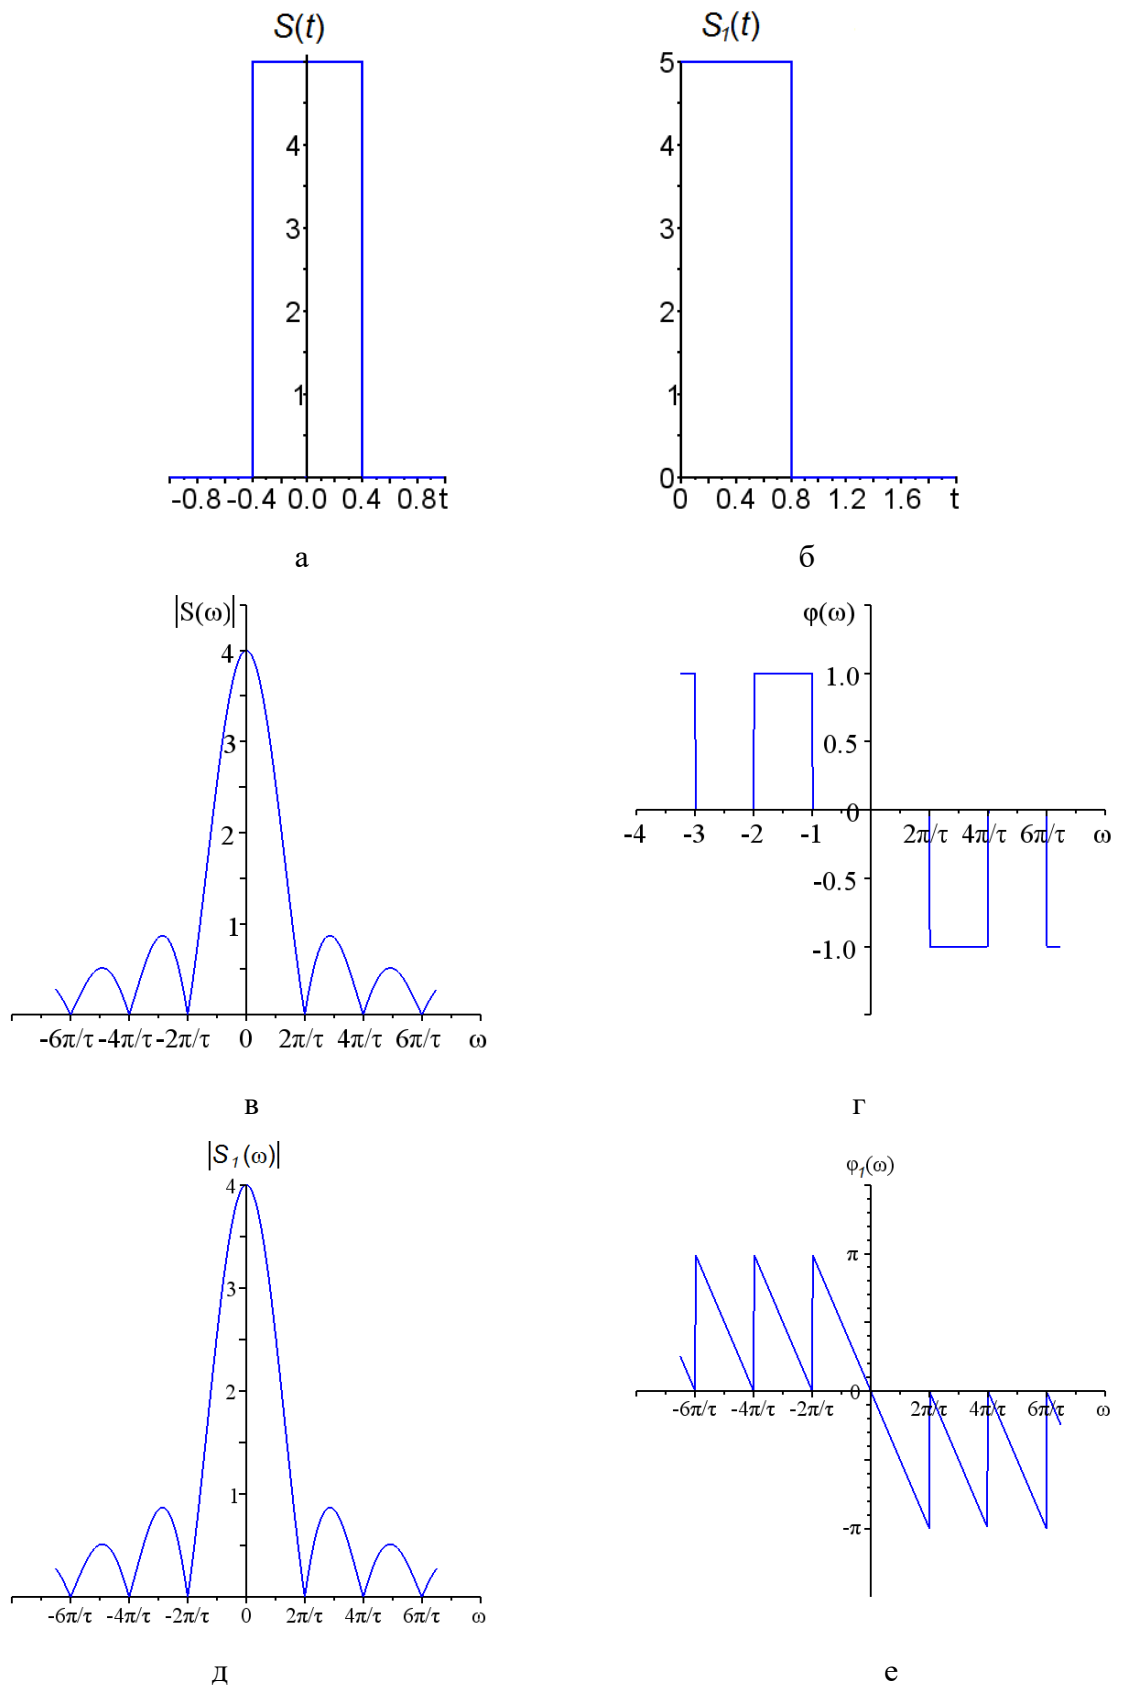 S(t)
S₁(t)
4
3
2
1
-0.8 -0.4 0.0 0.4 0.8 t
5
4
3
2
1
0
0 0.4 0.8 1.2 1.6 t
а
б
|S(ω)|
4
3
2
1
-6π/τ -4π/τ -2π/τ 0 2π/τ 4π/τ 6π/τ ω
φ(ω)
1.0
0.5
0
-4 -3 -2 -1 2π/τ 4π/τ 6π/τ ω
-0.5
-1.0
в
г
|S₁(ω)|
4
3
2
1
-6π/τ -4π/τ -2π/τ 0 2π/τ 4π/τ 6π/τ ω
φ₁(ω)
π
0
-6π/τ -4π/τ -2π/τ 2π/τ 4π/τ 6π/τ ω
-π
д
е